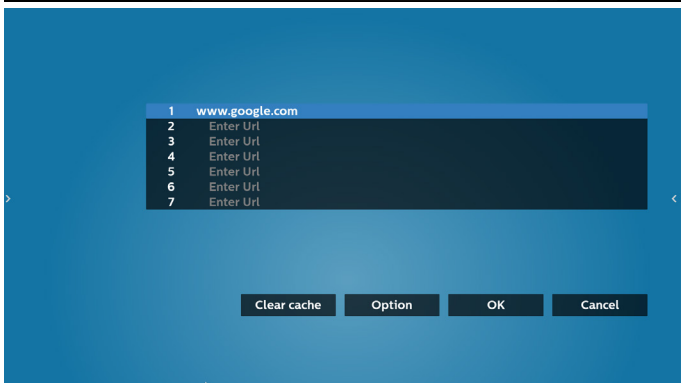 1 www.google.com
2 Enter Url
3 Enter Url
4 Enter Url
5 Enter Url
6 Enter Url
7 Enter Url
Clear cache Option OK Cancel